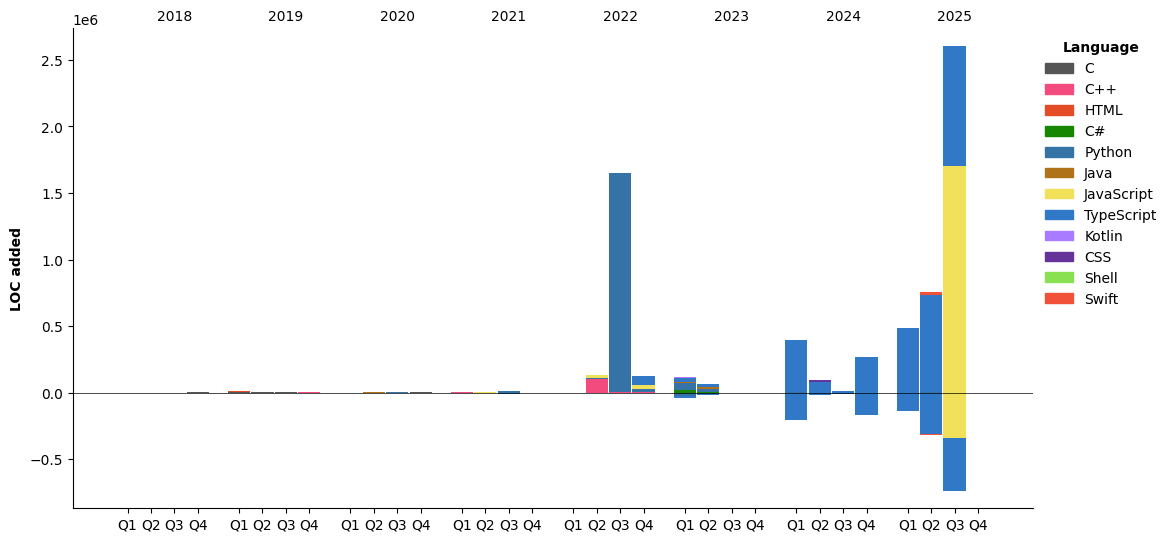 2018 2019 2020 2021 2022 2023 2024 2025
1e6
2.5
2.0
1.5
1.0
0.5
0.0
−0.5
LOC added
Q1 Q2 Q3 Q4 Q1 Q2 Q3 Q4 Q1 Q2 Q3 Q4 Q1 Q2 Q3 Q4 Q1 Q2 Q3 Q4 Q1 Q2 Q3 Q4 Q1 Q2 Q3 Q4 Q1 Q2 Q3 Q4
Language
C
C++
HTML
C#
Python
Java
JavaScript
TypeScript
Kotlin
CSS
Shell
Swift